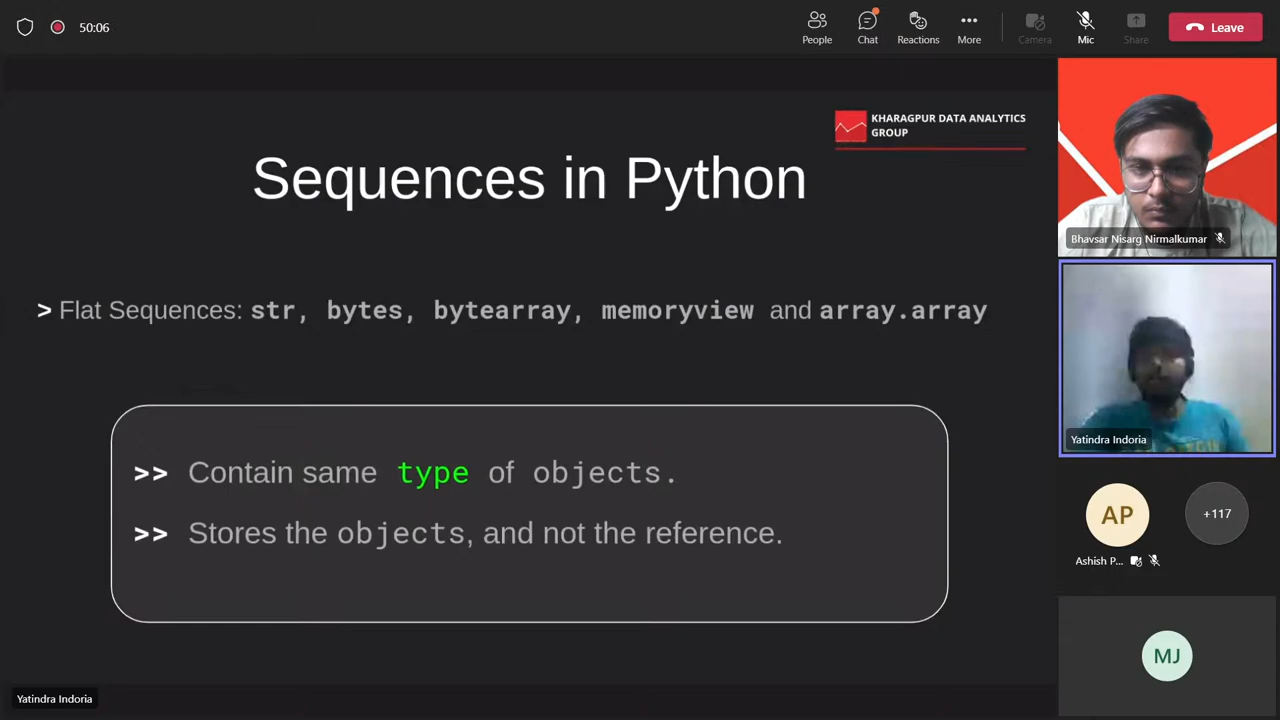 50:06
People
Chat
Reactions
More
Camera
Mic
Share
Leave
KHARAGPUR DATA ANALYTICS
GROUP
Sequences in Python
> Flat Sequences: str, bytes, bytearray, memoryview and array.array
>> Contain same type of objects.
>> Stores the objects, and not the reference.
Bhavsar Nisarg Nirmalkumar
Yatindra Indoria
AP
+117
Ashish P...
MJ
Yatindra Indoria